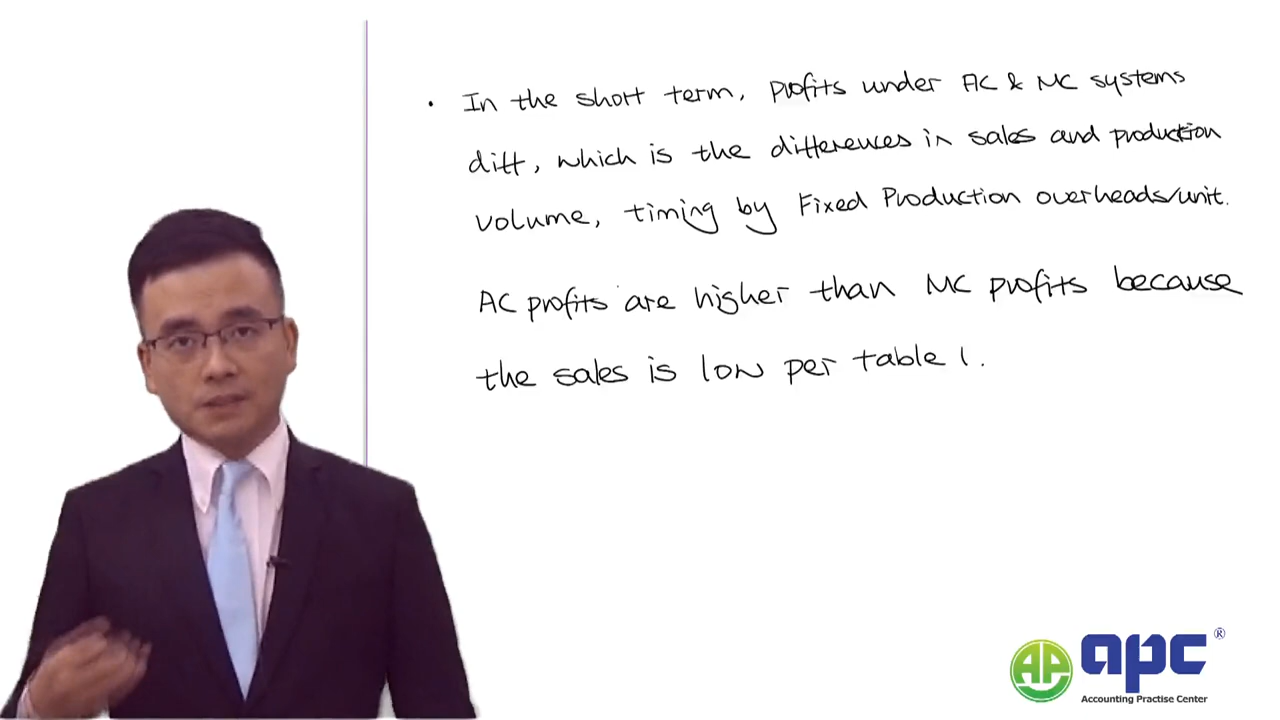 • In the short term, profits under AC & MC systems
diff, which is the differences in sales and production
volume, timing by Fixed Production overheads/unit.
AC profits are higher than MC profits because
the sales is low per table 1.
AP apc®
Accounting Practise Center